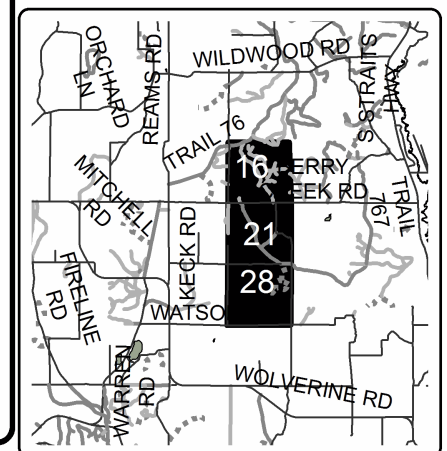 WILDWOOD RD
ORCHARD
LN
REAMS RD.
S. STRAITS
HWY
TRAIL 76
16
ERRY
EEK RD
MITCHELL
RD
TRAIL
767
KECK RD
21
28
FIRELINE
RD
WATSO
WARREN
RD
WOLVERINE RD